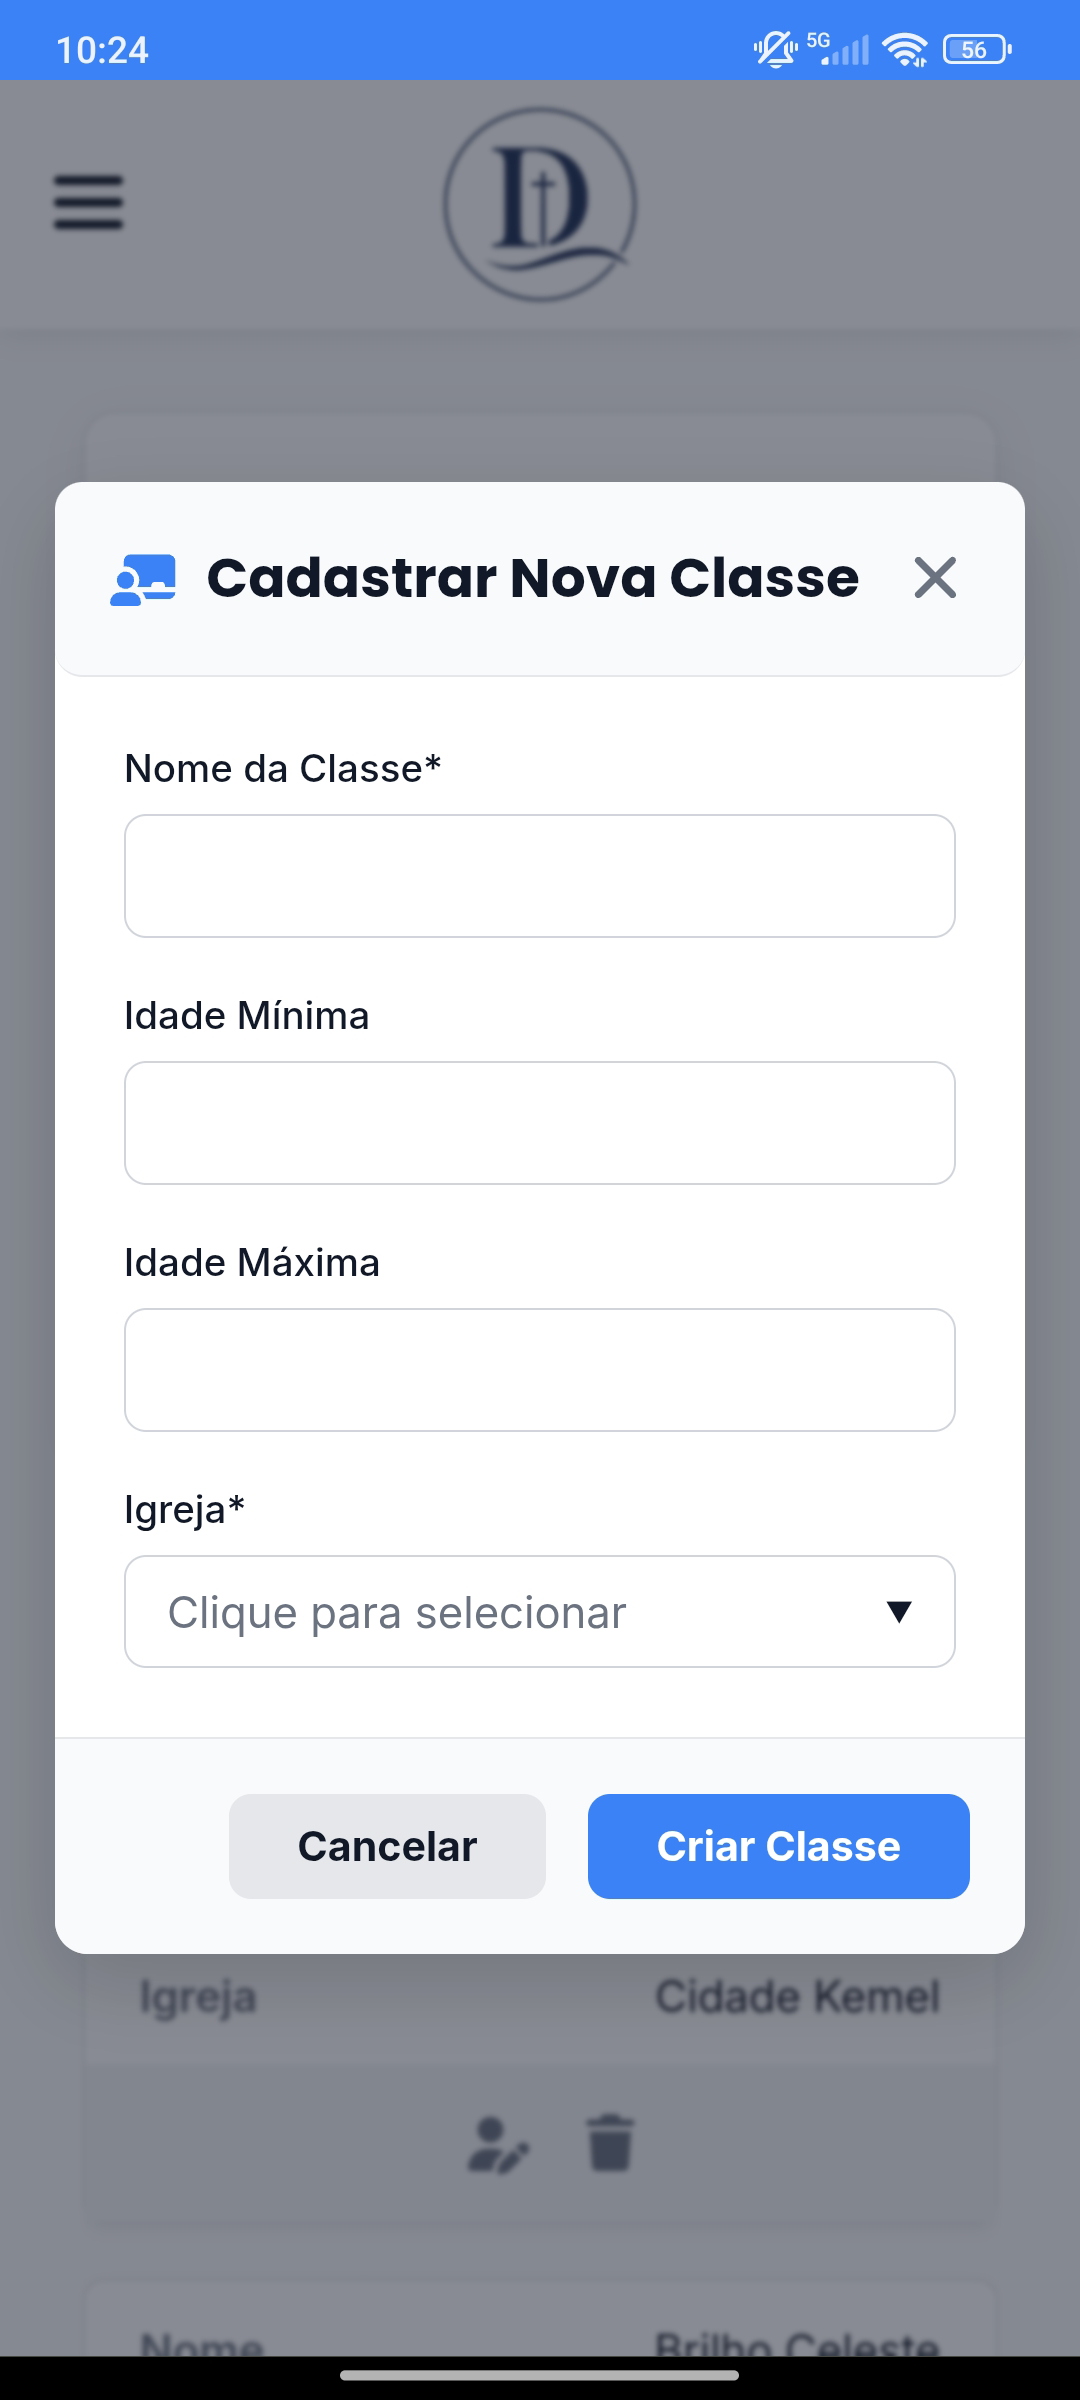 10:24
5G
56
D
Cadastrar Nova Classe
Nome da Classe*
Idade Mínima
Idade Máxima
Igreja*
Clique para selecionar
Cancelar
Criar Classe
Igreja Cidade Kemel
Nome Brilho Celeste